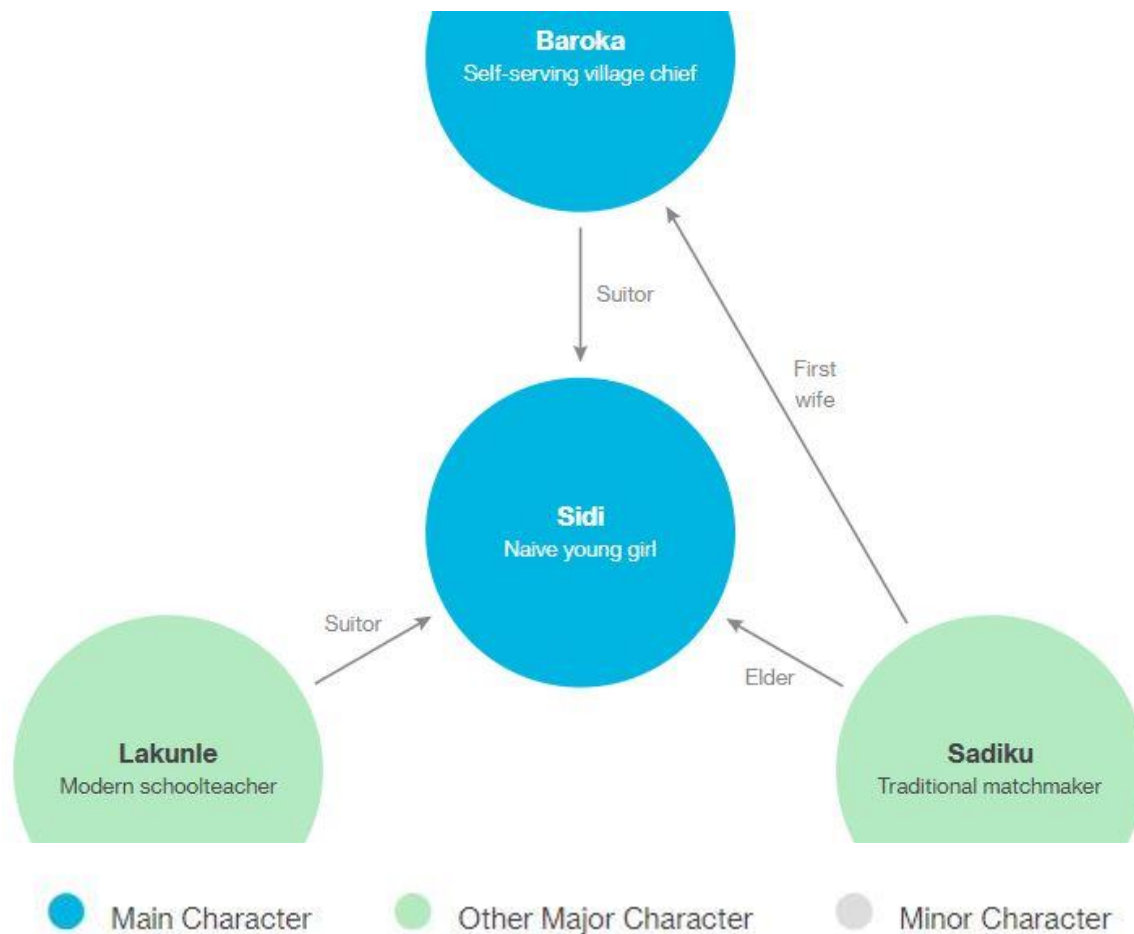 Baroka
Self-serving village chief
Suitor
First
wife
Sidi
Naive young girl
Suitor
Elder
Lakunle
Modern schoolteacher
Sadiku
Traditional matchmaker
Main Character
Other Major Character
Minor Character